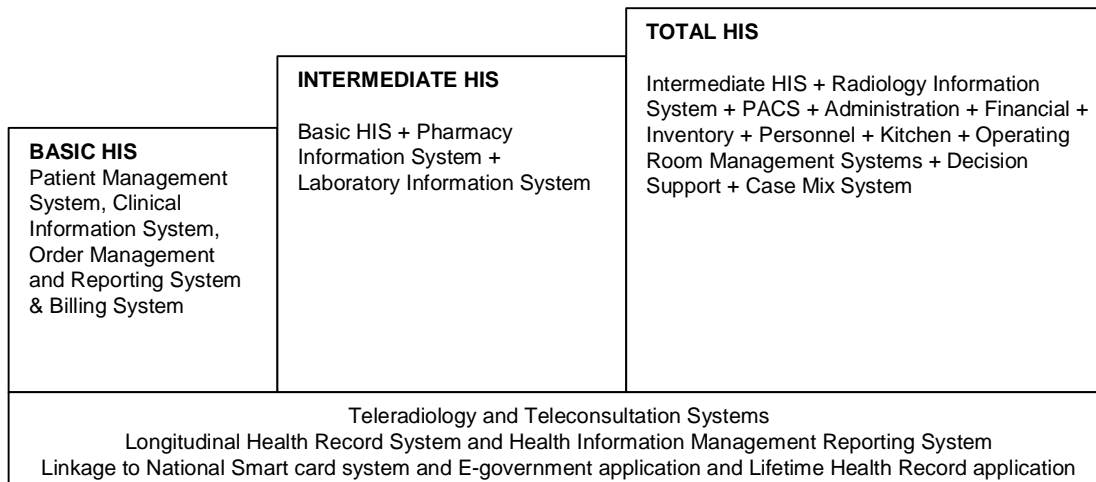 BASIC HIS
Patient Management
System, Clinical
Information System,
Order Management
and Reporting System
& Billing System
INTERMEDIATE HIS
Basic HIS + Pharmacy
Information System +
Laboratory Information System
TOTAL HIS
Intermediate HIS + Radiology Information
System + PACS + Administration + Financial +
Inventory + Personnel + Kitchen + Operating
Room Management Systems + Decision
Support + Case Mix System
Teleradiology and Teleconsultation Systems
Longitudinal Health Record System and Health Information Management Reporting System
Linkage to National Smart card system and E-government application and Lifetime Health Record application